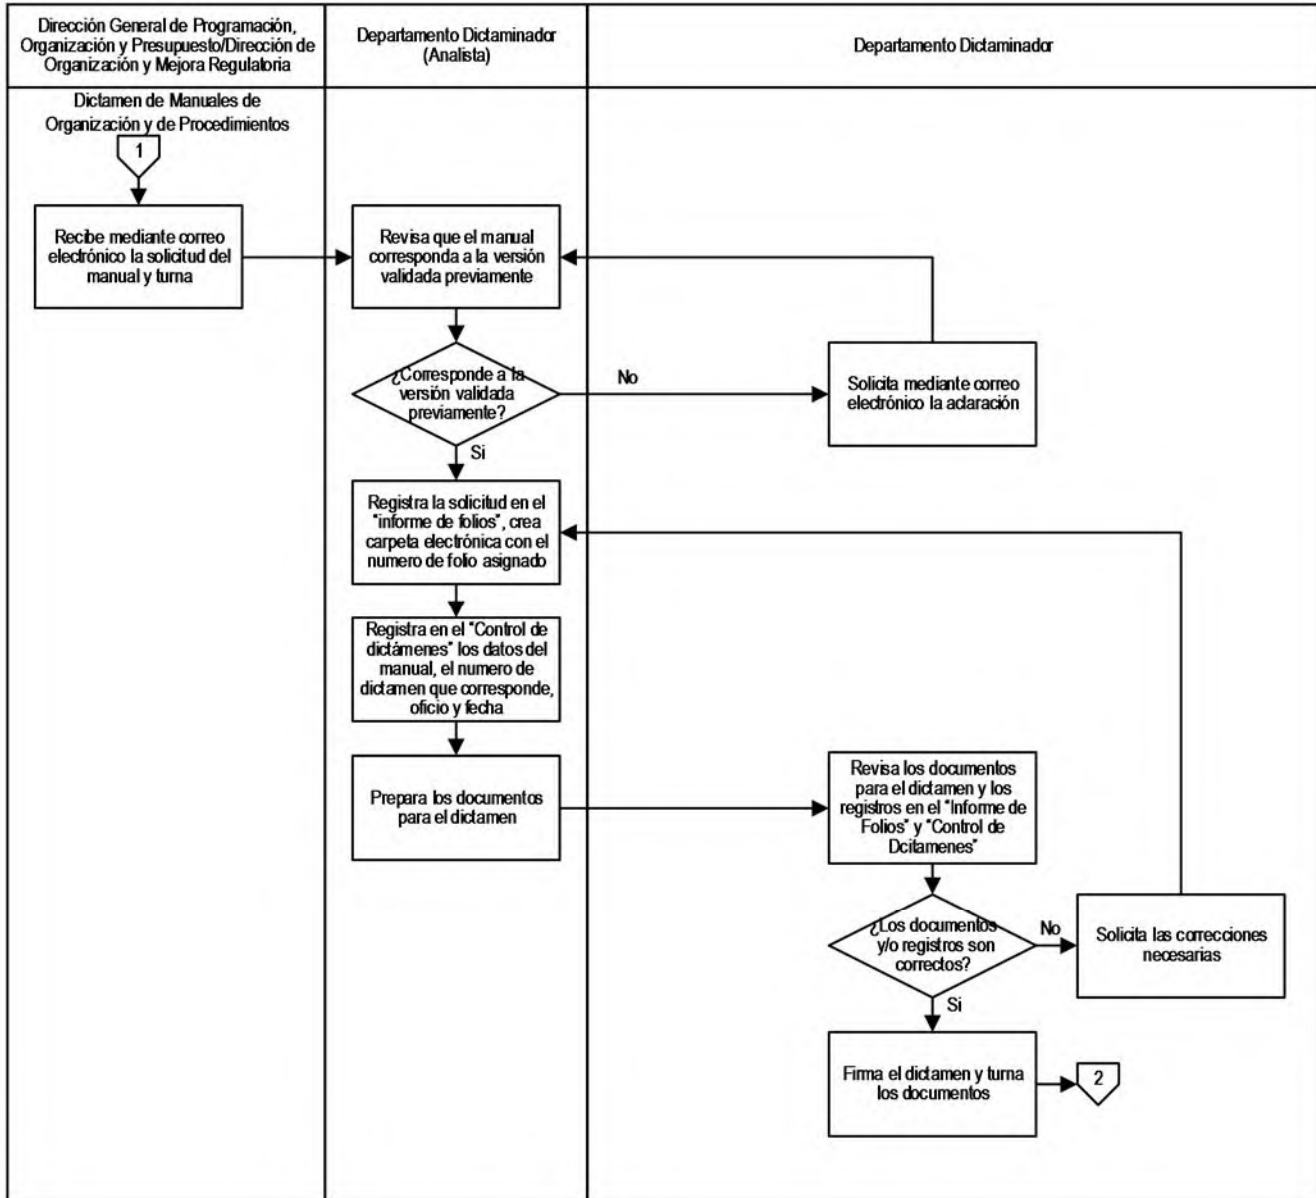 Dirección General de Programación,
Organización y Presupuesto/Dirección de
Organización y Mejora Regulatoria
Departamento Dictaminador
(Analista)
Departamento Dictaminador
Dictamen de Manuales de
Organización y de Procedimientos
1
Recibe mediante correo
electrónico la solicitud del
manual y turna
Revisa que el manual
corresponda a la versión
validada previamente
¿Corresponde a la
versión validada
previamente?
No
Solicita mediante correo
electrónico la aclaración
Si
Registra la solicitud en el
"informe de folios", crea
carpeta electrónica con el
numero de folio asignado
Registra en el "Control de
dictámenes" los datos del
manual, el numero de
dictamen que corresponde,
oficio y fecha
Prepara los documentos
para el dictamen
Revisa los documentos
para el dictamen y los
registros en el "Informe de
Folios" y "Control de
Dcitamenes"
¿Los documentos
y/o registros son
correctos?
No
Solicita las correcciones
necesarias
Si
Firma el dictamen y turna
los documentos
2